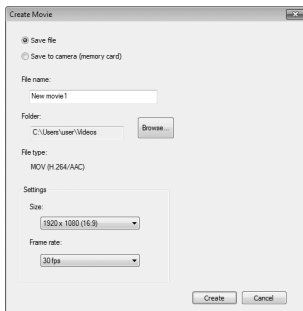 Create Movie
Save file
Save to camera (memory card)
File name:
New movie1
Folder:
C:\Users\user\Videos
Browse...
File type:
MOV (H.264/AAC)
Settings
Size:
1920 x 1080 (16:9)
Frame rate:
30 fps
Create
Cancel